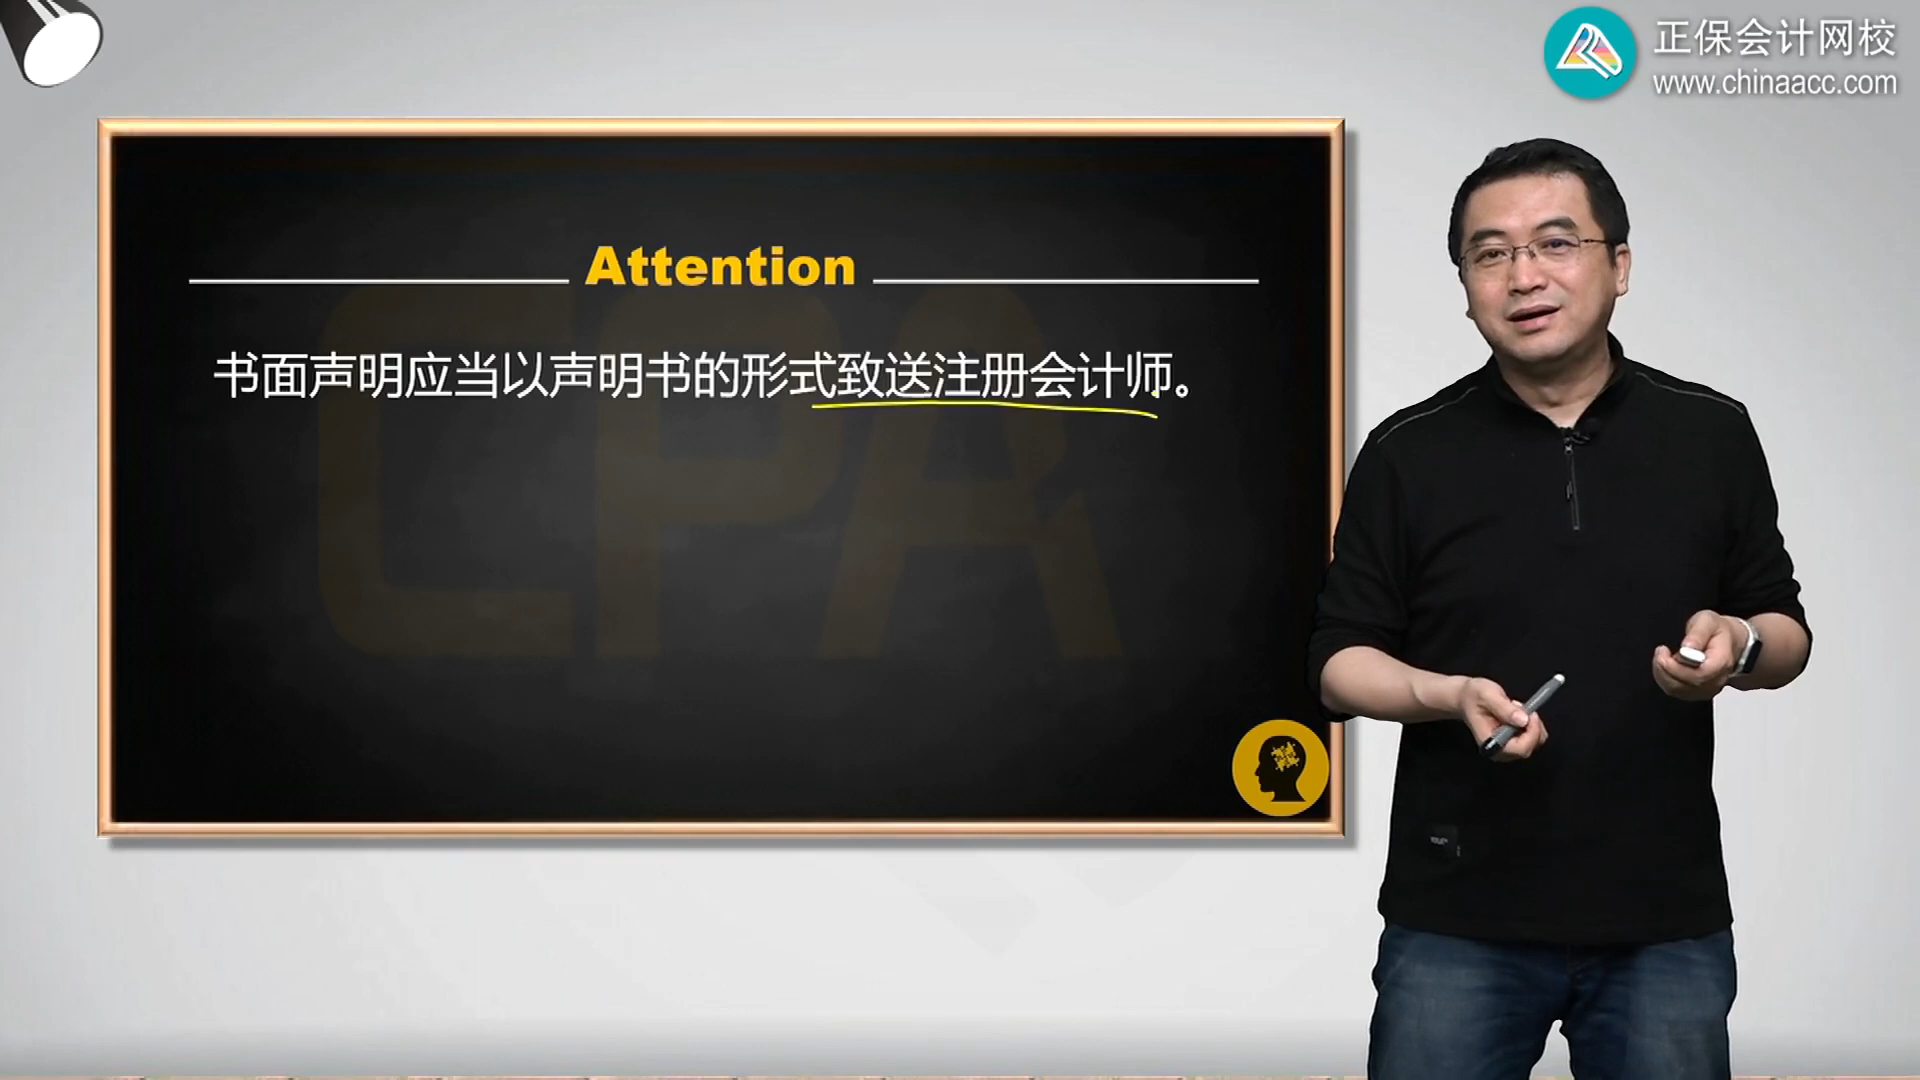 正保会计网校
www.chinaacc.com
Attention
书面声明应当以声明书的形式致送注册会计师。
CPA